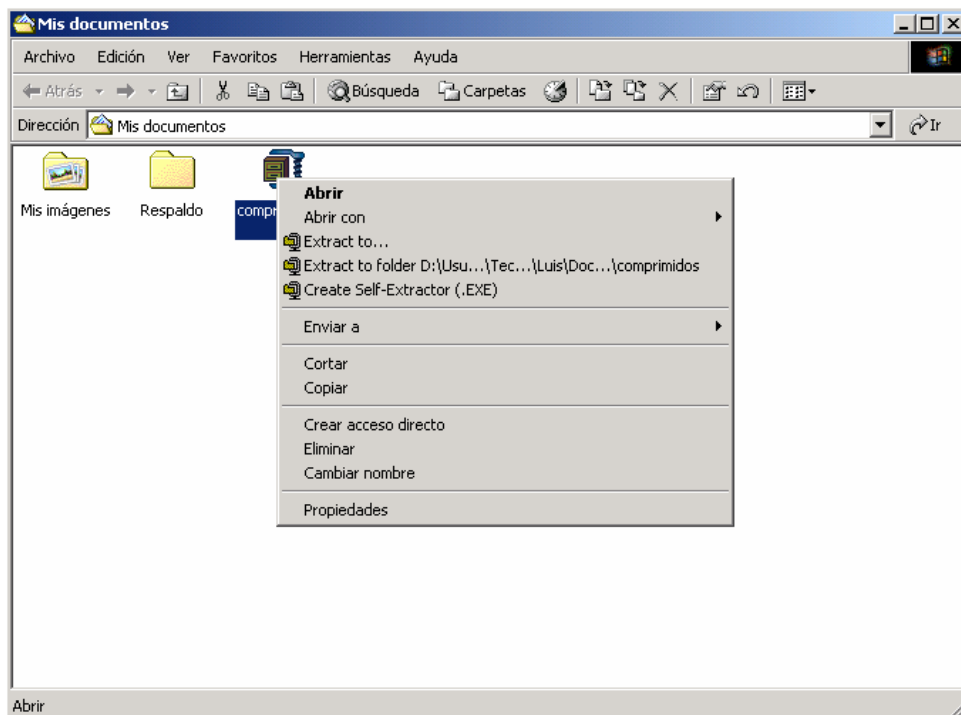 Mis documentos
Archivo Edición Ver Favoritos Herramientas Ayuda
Atrás Búsqueda Carpetas
Dirección Mis documentos Ir
Mis imágenes Respaldo
Abrir
Abrir con
Extract to...
Extract to folder D:\Usu...\Tec...\Luis\Doc...\comprimidos
Create Self-Extractor (.EXE)
Enviar a
Cortar
Copiar
Crear acceso directo
Eliminar
Cambiar nombre
Propiedades
Abrir